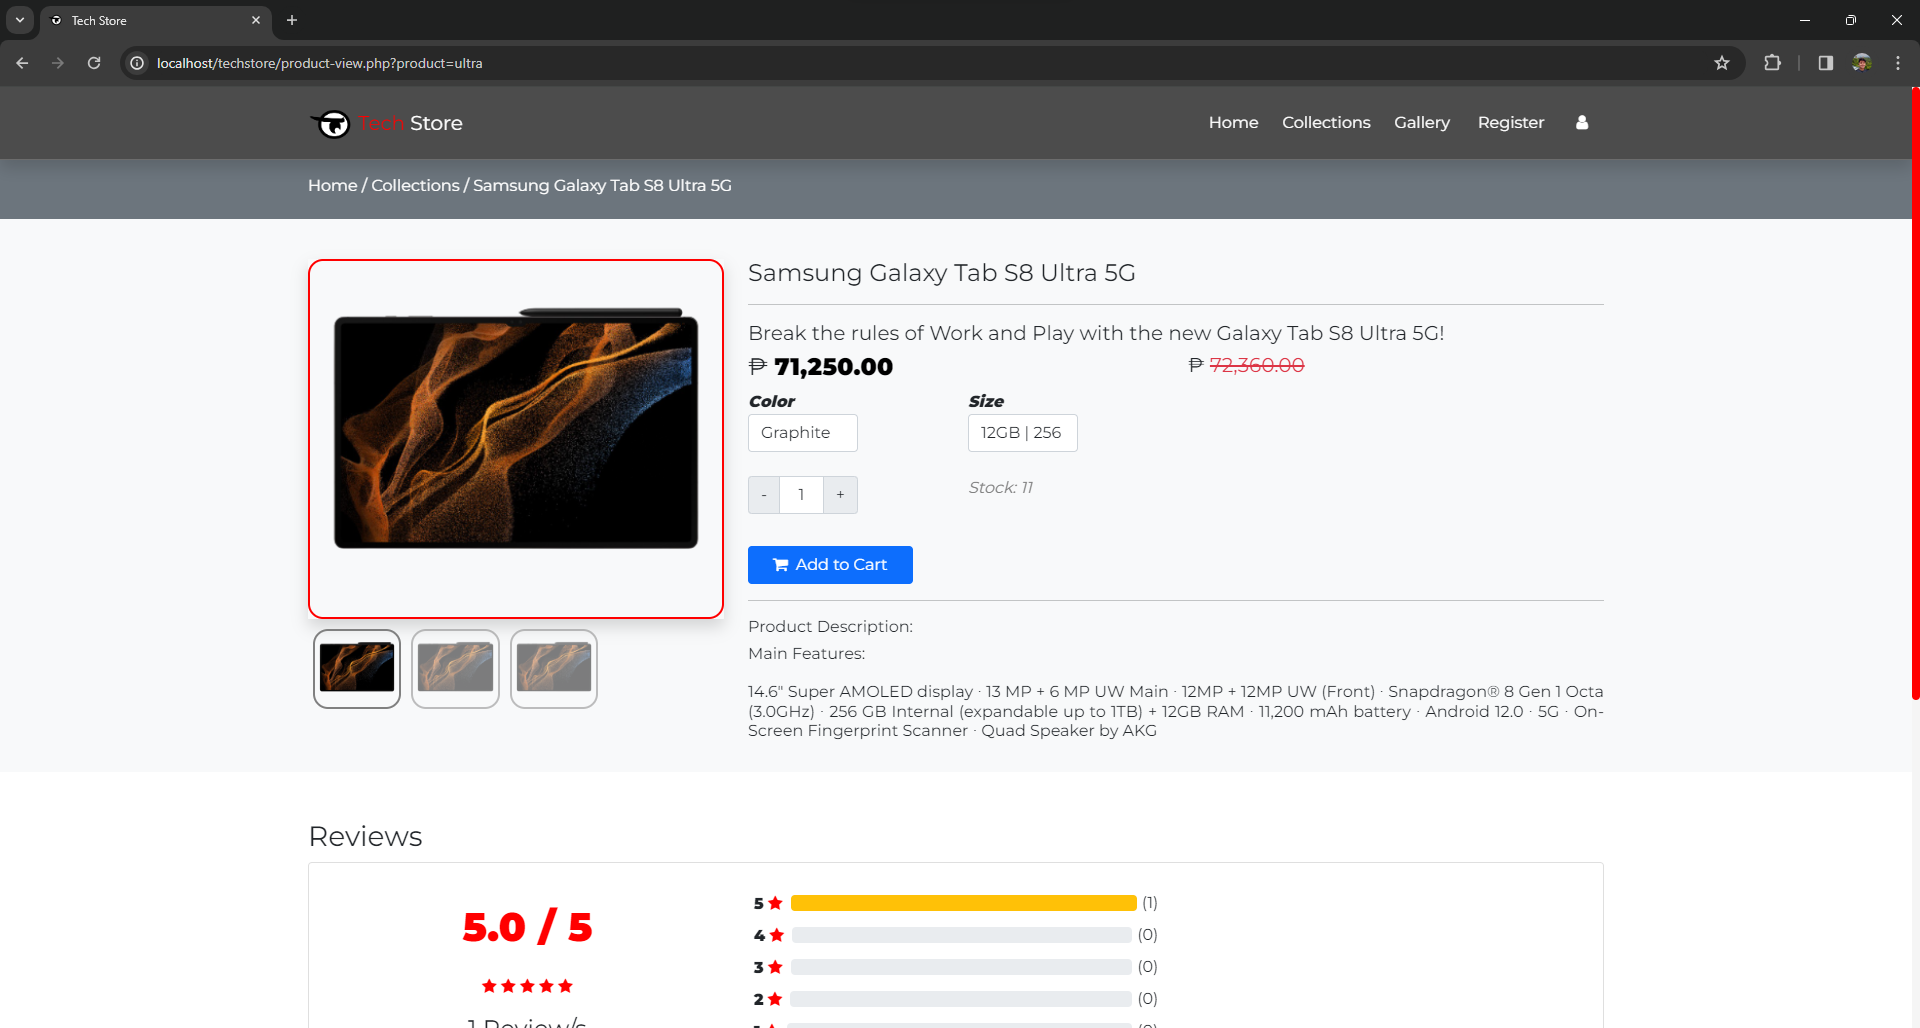 Tech Store
localhost/techstore/product-view.php?product=ultra
Tech Store
Home Collections Gallery Register
Home / Collections / Samsung Galaxy Tab S8 Ultra 5G
Samsung Galaxy Tab S8 Ultra 5G
Break the rules of Work and Play with the new Galaxy Tab S8 Ultra 5G!
₱ 71,250.00 ₱ 72,360.00
Color Size
Graphite 12GB | 256
- 1 + Stock: 11
Add to Cart
Product Description:
Main Features:
14.6" Super AMOLED display · 13 MP + 6 MP UW Main · 12MP + 12MP UW (Front) · Snapdragon® 8 Gen 1 Octa
(3.0GHz) · 256 GB Internal (expandable up to 1TB) + 12GB RAM · 11,200 mAh battery · Android 12.0 · 5G · On-
Screen Fingerprint Scanner · Quad Speaker by AKG
Reviews
5.0 / 5
5 (1)
4 (0)
3 (0)
2 (0)
1 Review/s